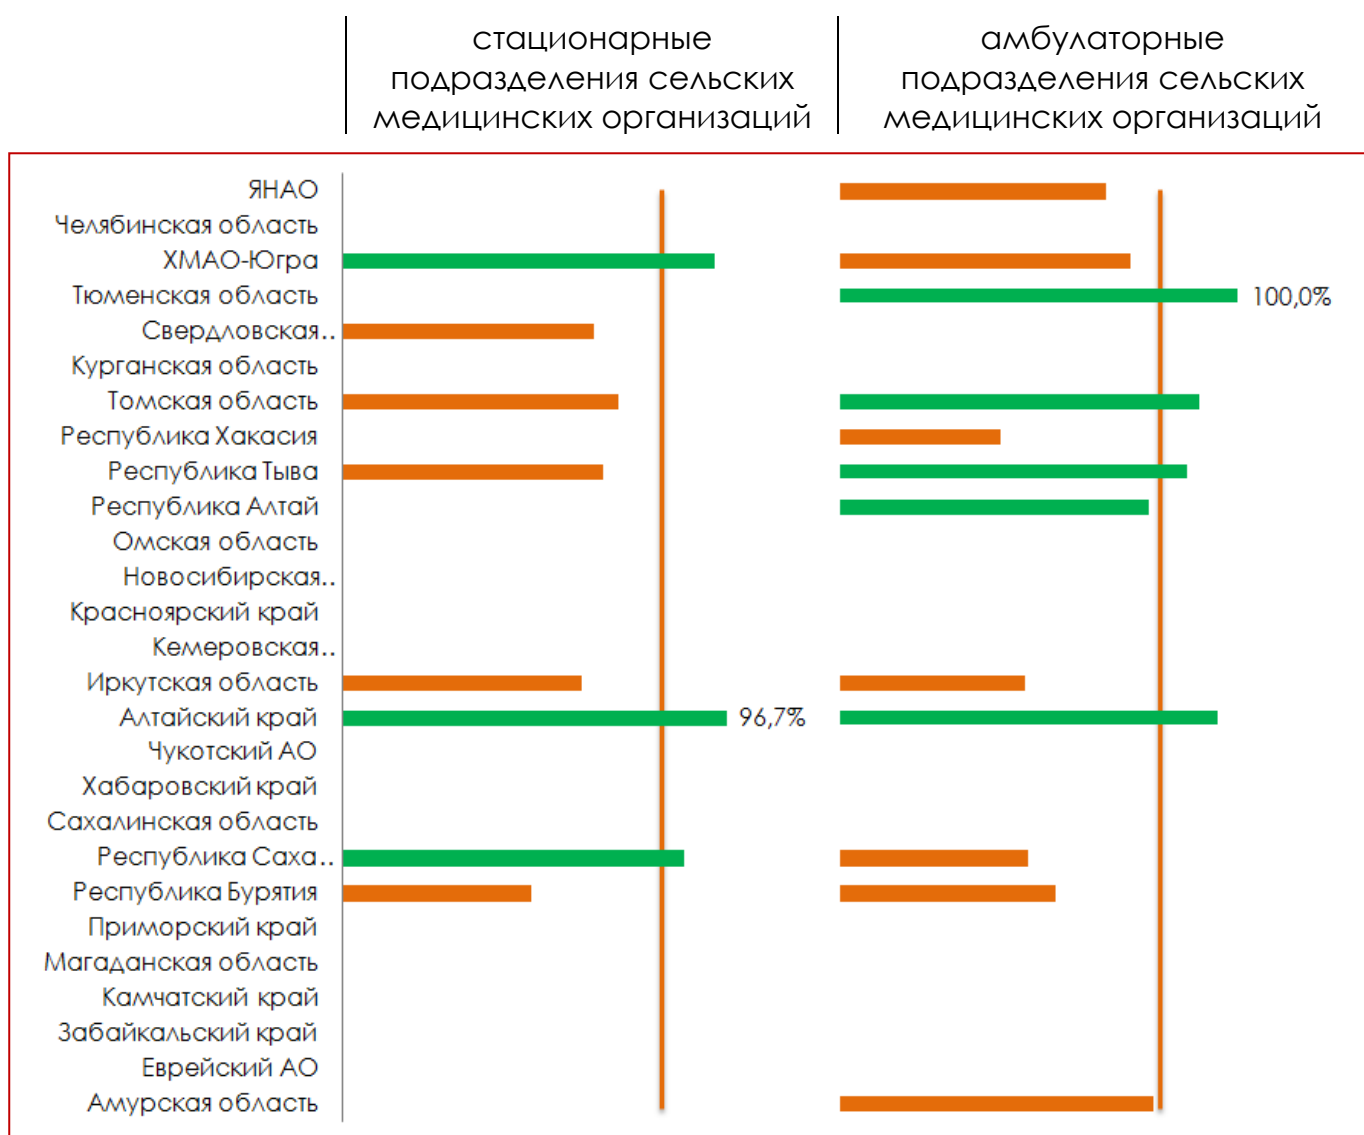 стационарные
подразделения сельских
медицинских организаций
амбулаторные
подразделения сельских
медицинских организаций
ЯНАО
Челябинская область
ХМАО-Югра
Тюменская область
100,0%
Свердловская..
Курганская область
Томская область
Республика Хакасия
Республика Тыва
Республика Алтай
Омская область
Новосибирская..
Красноярский край
Кемеровская..
Иркутская область
Алтайский край
96,7%
Чукотский АО
Хабаровский край
Сахалинская область
Республика Саха..
Республика Бурятия
Приморский край
Магаданская область
Камчатский край
Забайкальский край
Еврейский АО
Амурская область